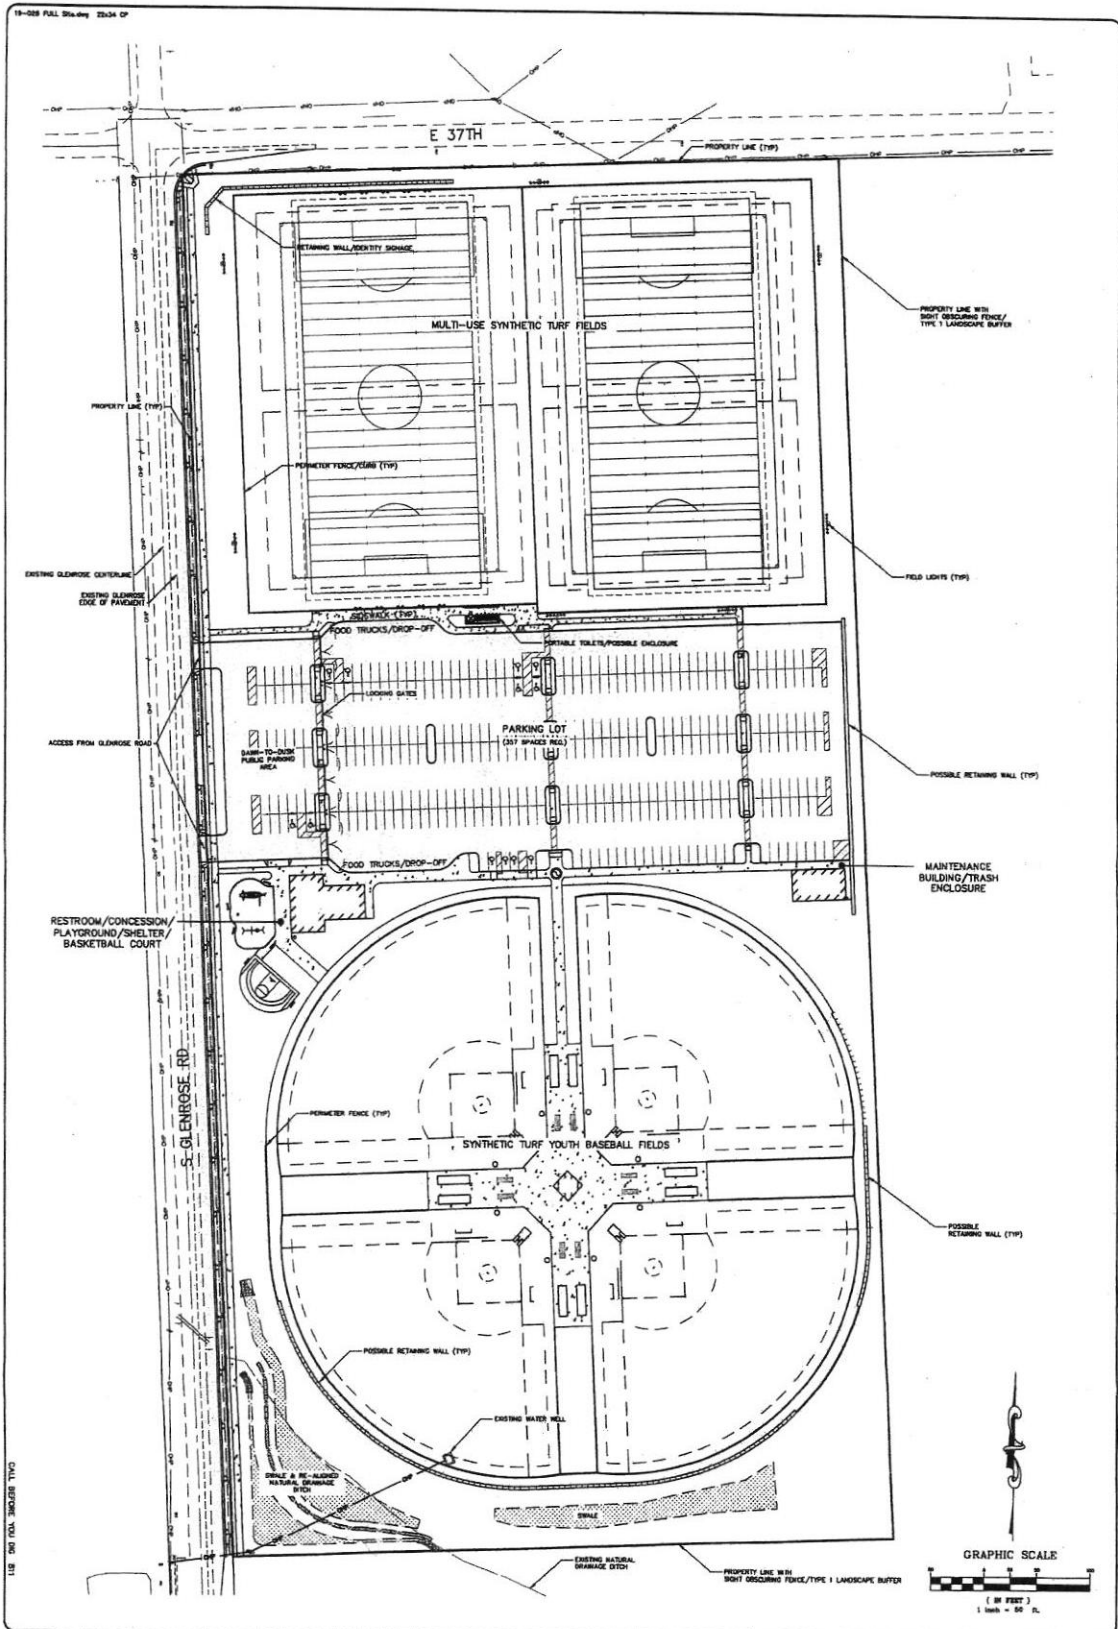 19-028 FULL Site.dwg 22x34 CP
E 37TH
PROPERTY LINE (TYP)
RETAINING WALL/IDENTITY SIGNAGE
PROPERTY LINE WITH
SIGHT OBSCURING FENCE/
TYPE 1 LANDSCAPE BUFFER
MULTI-USE SYNTHETIC TURF FIELDS
PROPERTY LINE (TYP)
PERIMETER FENCE/CURB (TYP)
EXISTING GLENROSE CENTERLINE
EXISTING GLENROSE
EDGE OF PAVEMENT
FIELD LIGHTS (TYP)
SIDEWALK (TYP)
FOOD TRUCKS/DROP-OFF
PORTABLE TOILETS/POSSIBLE ENCLOSURE
LOCKING GATES
PARKING LOT
(357 SPACES REQ.)
ACCESS FROM GLENROSE ROAD
DAWN-TO-DUSK
PUBLIC PARKING
AREA
POSSIBLE RETAINING WALL (TYP)
FOOD TRUCKS/DROP-OFF
MAINTENANCE
BUILDING/TRASH
ENCLOSURE
RESTROOM/CONCESSION/
PLAYGROUND/SHELTER/
BASKETBALL COURT
S GLENROSE RD
PERIMETER FENCE (TYP)
SYNTHETIC TURF YOUTH BASEBALL FIELDS
POSSIBLE
RETAINING WALL (TYP)
POSSIBLE RETAINING WALL (TYP)
EXISTING WATER WELL
SWALE & RE-ALIGNED
NATURAL DRAINAGE
DITCH
SWALE
EXISTING NATURAL
DRAINAGE DITCH
PROPERTY LINE WITH
SIGHT OBSCURING FENCE/TYPE 1 LANDSCAPE BUFFER
GRAPHIC SCALE
( IN FEET )
1 inch = 50 ft.
CALL BEFORE YOU DIG 811